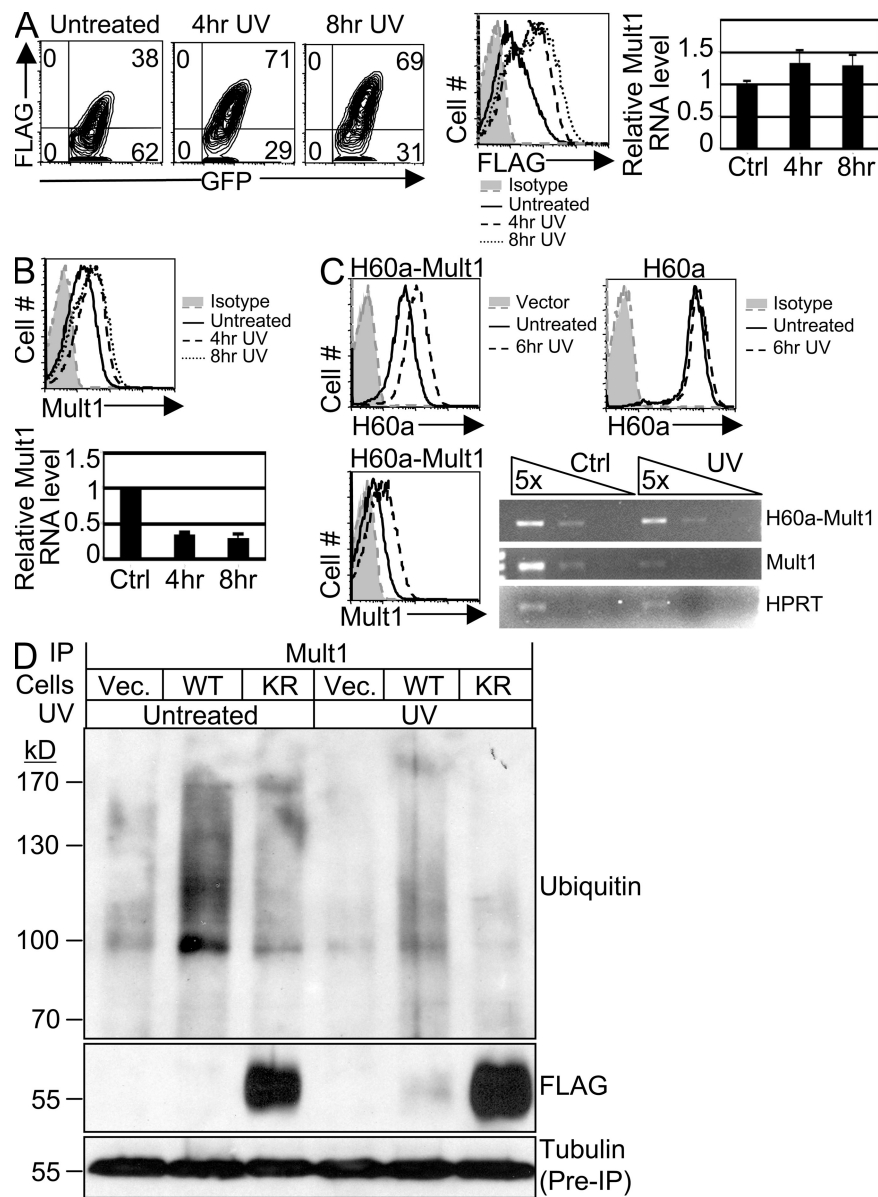 A
Untreated
4hr UV
8hr UV
0
38
0
71
0
69
FLAG
0
62
0
29
0
31
GFP
Cell #
FLAG
Isotype
Untreated
4hr UV
8hr UV
Relative Mult1
RNA level
1.5
1
0.5
0
Ctrl
4hr
8hr
B
Cell #
Mult1
Isotype
Untreated
4hr UV
8hr UV
Relative Mult1
RNA level
1.5
1
0.5
0
Ctrl
4hr
8hr
C
H60a-Mult1
Cell #
H60a
Vector
Untreated
6hr UV
H60a
H60a
Isotype
Untreated
6hr UV
H60a-Mult1
Cell #
Mult1
5x
Ctrl
5x
UV
H60a-Mult1
Mult1
HPRT
D
IP
Mult1
Cells
Vec.
WT
KR
Vec.
WT
KR
UV
Untreated
UV
kD
170
130
100
70
Ubiquitin
55
FLAG
55
Tubulin
(Pre-IP)